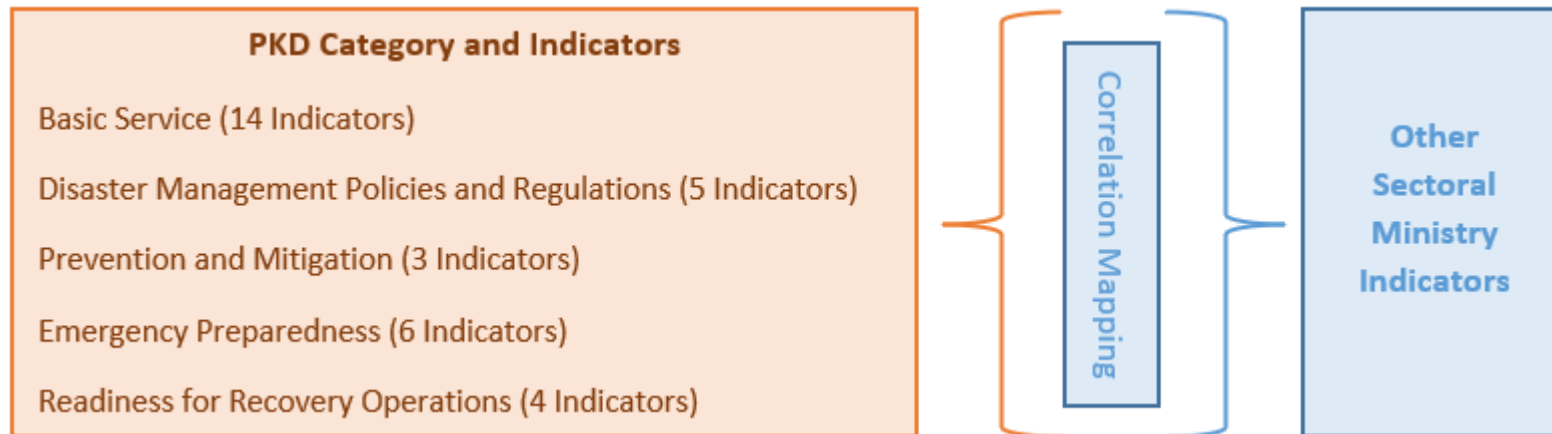 PKD Category and Indicators
Basic Service (14 Indicators)
Disaster Management Policies and Regulations (5 Indicators)
Prevention and Mitigation (3 Indicators)
Emergency Preparedness (6 Indicators)
Readiness for Recovery Operations (4 Indicators)
Correlation Mapping
Other
Sectoral
Ministry
Indicators